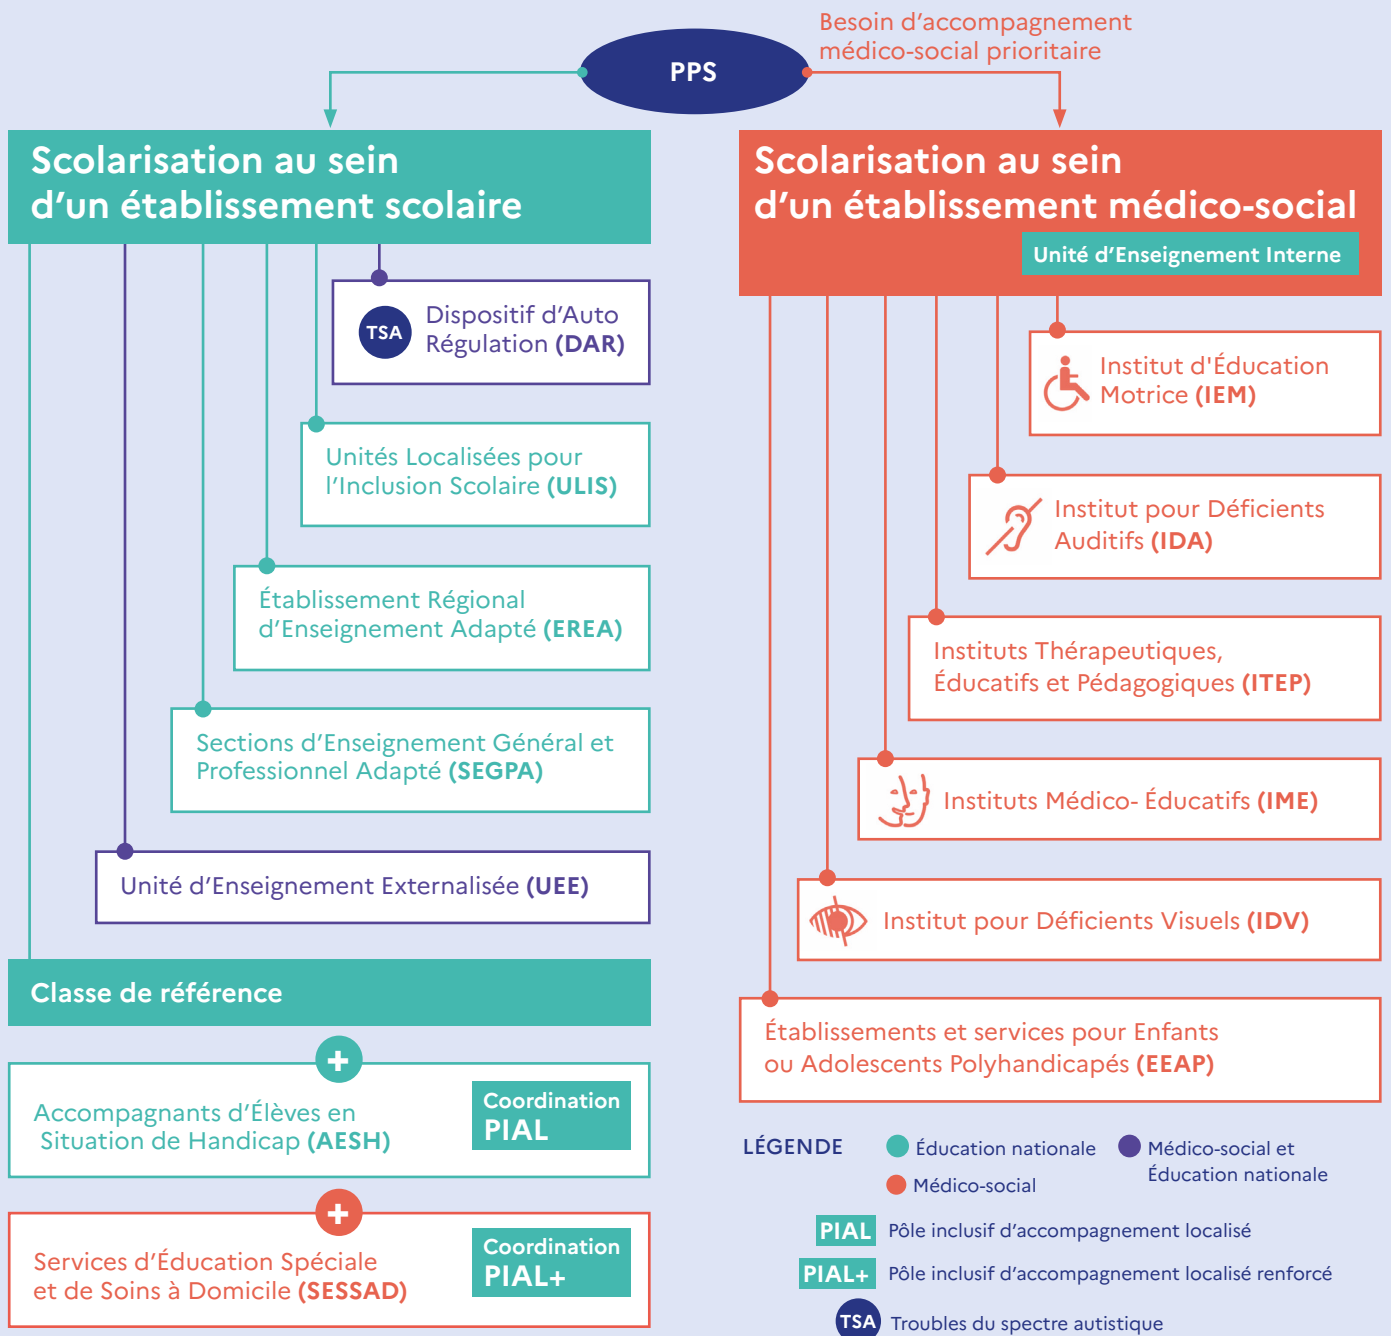 Besoin d'accompagnement
médico-social prioritaire
PPS
Scolarisation au sein
d'un établissement scolaire
TSA
Dispositif d'Auto
Régulation (DAR)
Unités Localisées pour
l'Inclusion Scolaire (ULIS)
Établissement Régional
d'Enseignement Adapté (EREA)
Sections d'Enseignement Général et
Professionnel Adapté (SEGPA)
Unité d'Enseignement Externalisée (UEE)
Classe de référence
+
Accompagnants d'Élèves en
Situation de Handicap (AESH)
Coordination
PIAL
+
Services d'Éducation Spéciale
et de Soins à Domicile (SESSAD)
Coordination
PIAL+
Scolarisation au sein
d'un établissement médico-social
Unité d'Enseignement Interne
Institut d'Éducation
Motrice (IEM)
Institut pour Déficients
Auditifs (IDA)
Instituts Thérapeutiques,
Éducatifs et Pédagogiques (ITEP)
Instituts Médico- Éducatifs (IME)
Institut pour Déficients Visuels (IDV)
Établissements et services pour Enfants
ou Adolescents Polyhandicapés (EEAP)
LÉGENDE
Éducation nationale
Médico-social et
Éducation nationale
Médico-social
PIAL Pôle inclusif d'accompagnement localisé
PIAL+ Pôle inclusif d'accompagnement localisé renforcé
TSA Troubles du spectre autistique